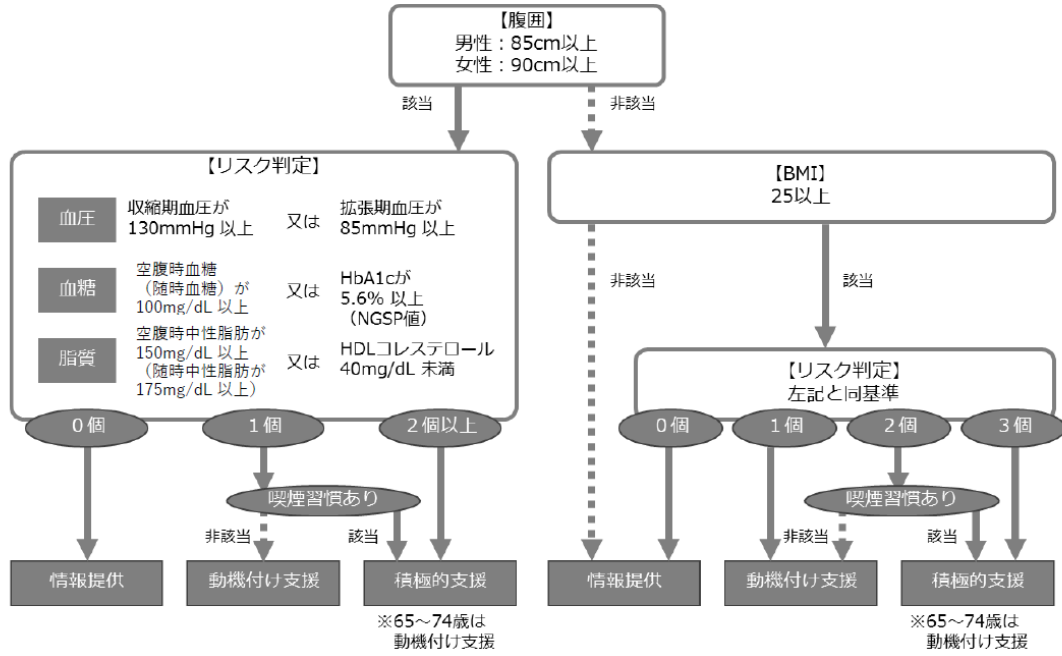 【腹囲】
男性：85cm以上
女性：90cm以上
該当
非該当
【リスク判定】
血圧
収縮期血圧が
130mmHg 以上
又は
拡張期血圧が
85mmHg 以上
血糖
空腹時血糖
（随時血糖）が
100mg/dL 以上
又は
HbA1cが
5.6% 以上
（NGSP値）
脂質
空腹時中性脂肪が
150mg/dL 以上
(随時中性脂肪が
175mg/dL 以上)
又は
HDLコレステロール
40mg/dL 未満
0個
1個
2個以上
喫煙習慣あり
非該当
該当
情報提供
動機付け支援
積極的支援
※65～74歳は
動機付け支援
【BMI】
25以上
非該当
該当
【リスク判定】
左記と同基準
0個
1個
2個
3個
喫煙習慣あり
非該当
該当
情報提供
動機付け支援
積極的支援
※65～74歳は
動機付け支援